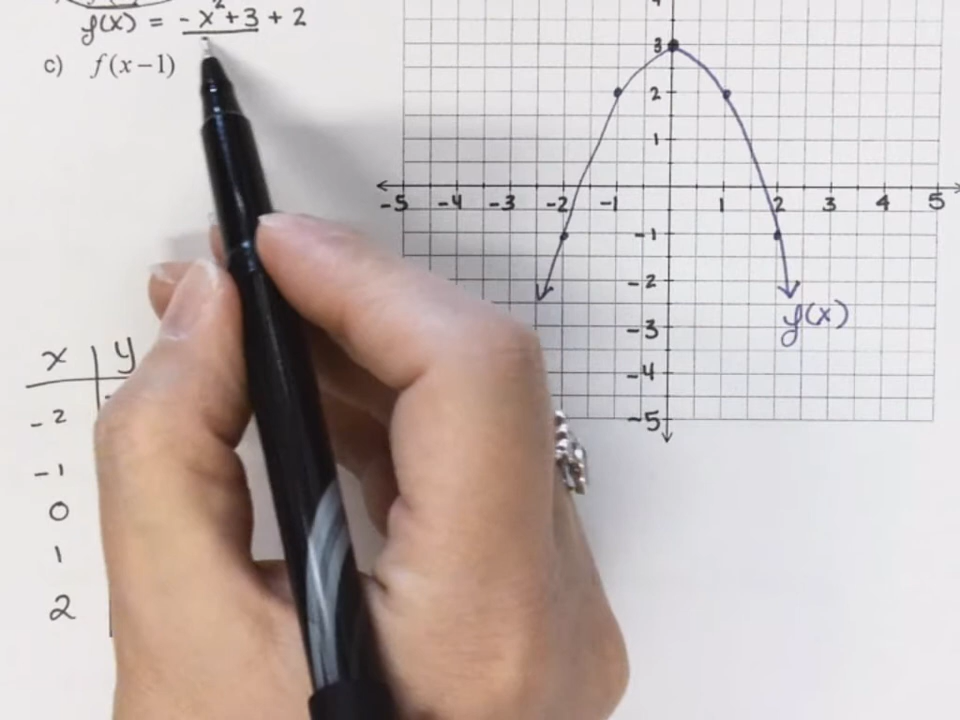 f(x) = -x²+3 + 2
c) f(x-1)
4
3
2
1
-5 -4 -3 -2 -1 1 2 3 4 5
-1
-2
f(x)
-3
-4
-5
x y
-2
-1
0
1
2